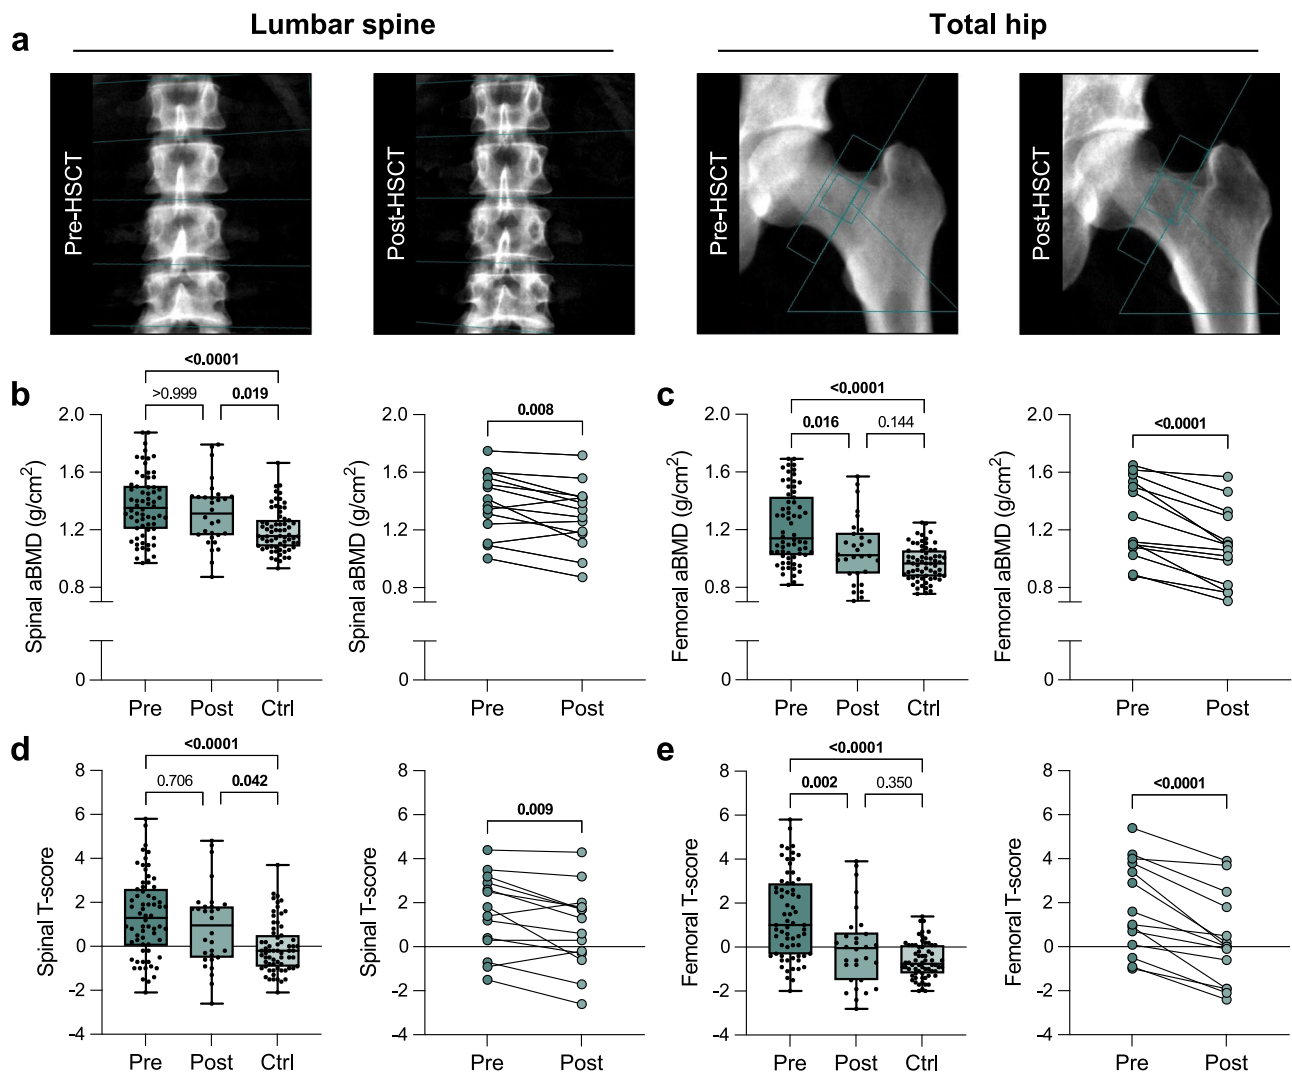 Lumbar spine
Total hip
a
Pre-HSCT
Post-HSCT
Pre-HSCT
Post-HSCT
b
Spinal aBMD (g/cm²)
2.0
1.6
1.2
0.8
0
<0.0001
>0.999
0.019
Pre
Post
Ctrl
Spinal aBMD (g/cm²)
2.0
1.6
1.2
0.8
0
0.008
Pre
Post
c
Femoral aBMD (g/cm²)
2.0
1.6
1.2
0.8
0
<0.0001
0.016
0.144
Pre
Post
Ctrl
Femoral aBMD (g/cm²)
2.0
1.6
1.2
0.8
0
<0.0001
Pre
Post
d
Spinal T-score
8
6
4
2
0
−2
−4
<0.0001
0.706
0.042
Pre
Post
Ctrl
Spinal T-score
8
6
4
2
0
−2
−4
0.009
Pre
Post
e
Femoral T-score
8
6
4
2
0
−2
−4
<0.0001
0.002
0.350
Pre
Post
Ctrl
Femoral T-score
8
6
4
2
0
−2
−4
<0.0001
Pre
Post